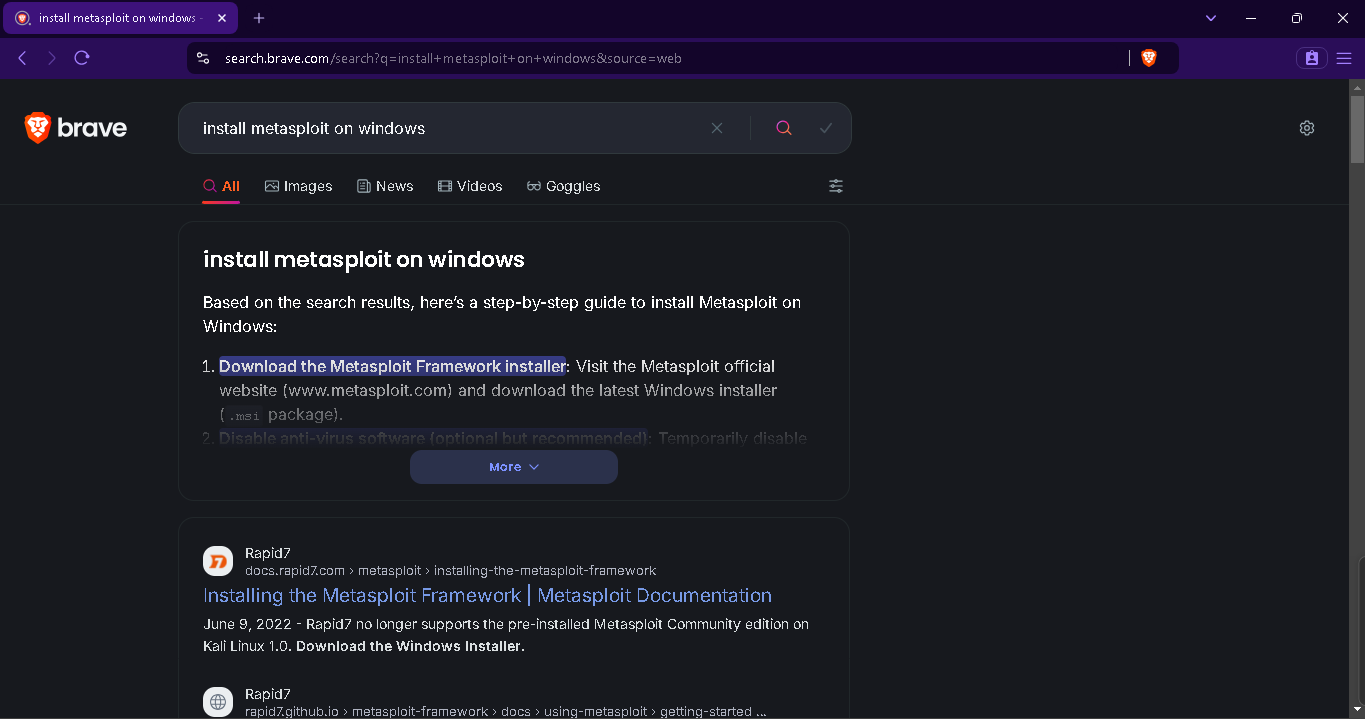 install metasploit on windows -
search.brave.com/search?q=install+metasploit+on+windows&source=web
brave
install metasploit on windows
All
Images
News
Videos
Goggles
install metasploit on windows
Based on the search results, here's a step-by-step guide to install Metasploit on
Windows:
1. Download the Metasploit Framework installer: Visit the Metasploit official
website (www.metasploit.com) and download the latest Windows installer
( .msi package).
2. Disable anti-virus software (optional but recommended): Temporarily disable
More
Rapid7
docs.rapid7.com › metasploit › installing-the-metasploit-framework
Installing the Metasploit Framework | Metasploit Documentation
June 9, 2022 - Rapid7 no longer supports the pre-installed Metasploit Community edition on
Kali Linux 1.0. Download the Windows Installer.
Rapid7
rapid7.github.io › metasploit-framework › docs › using-metasploit › getting-started ...